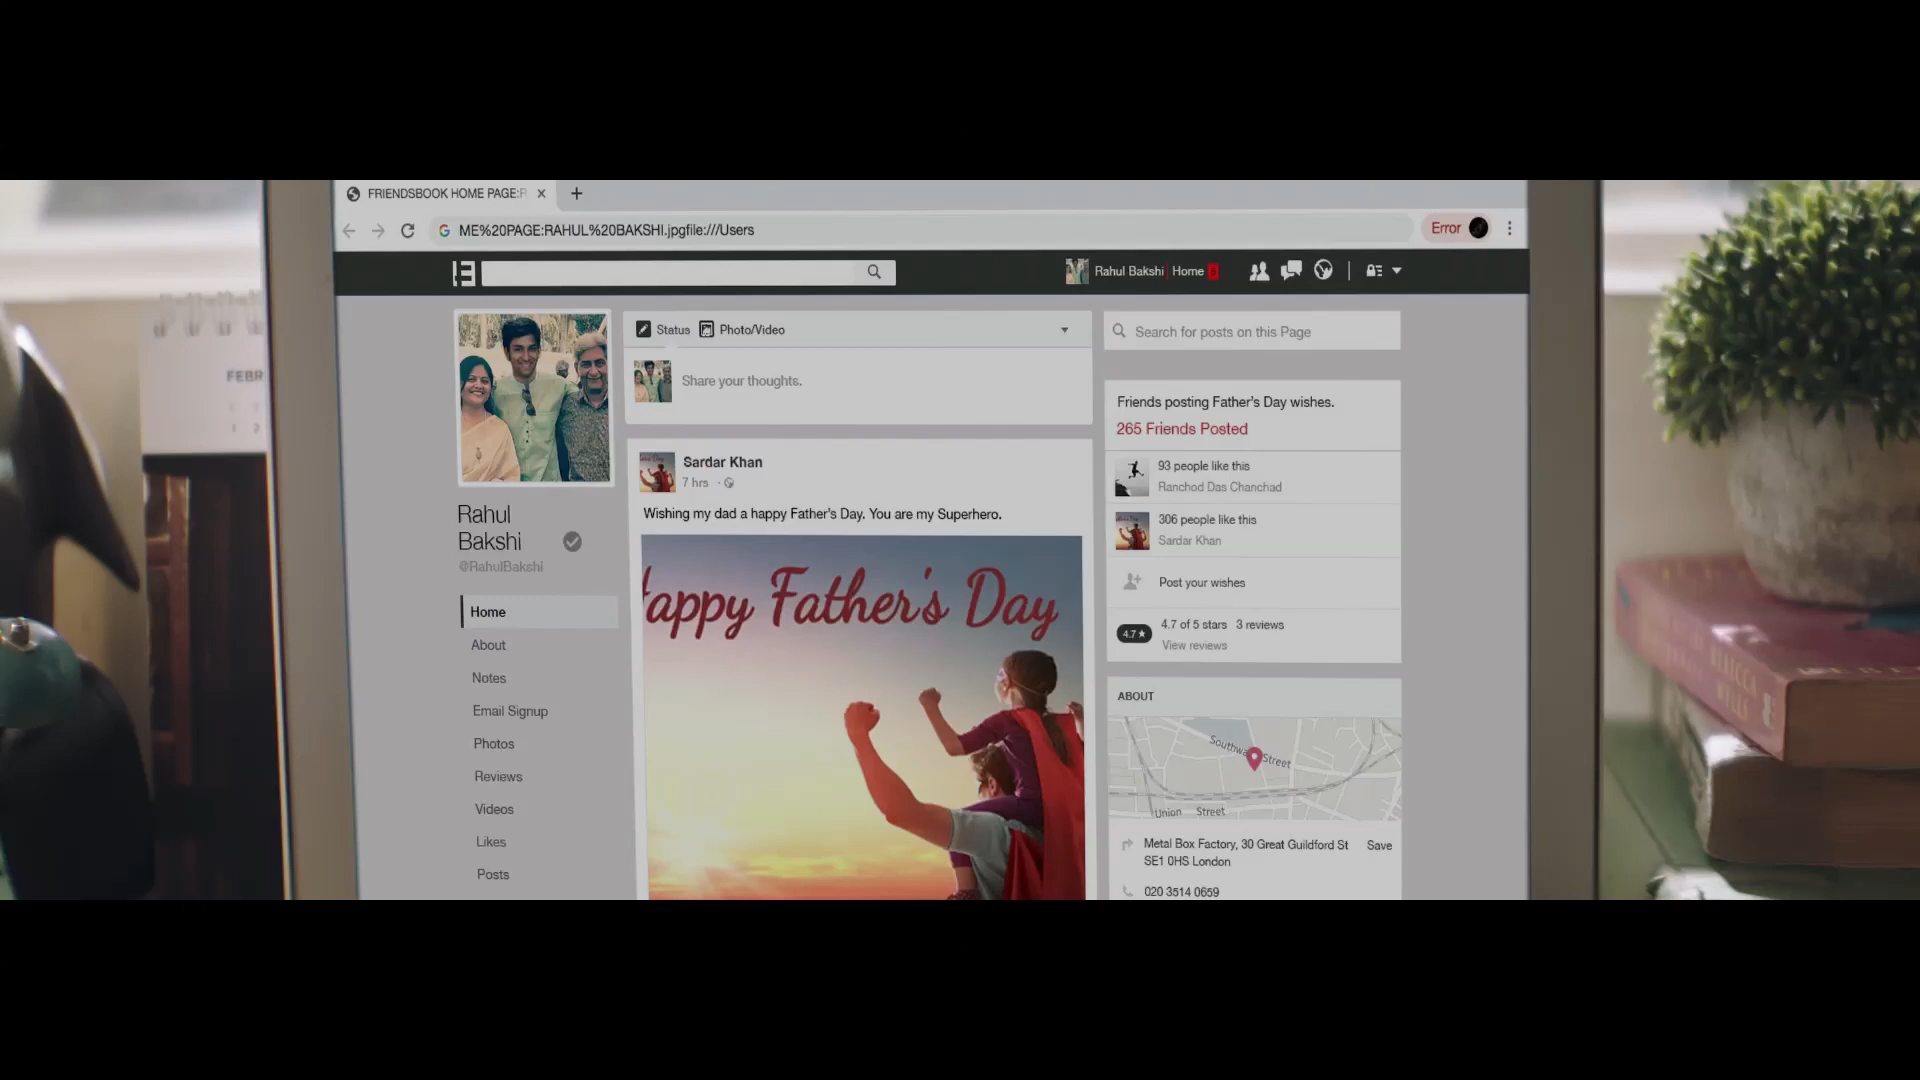 FRIENDSBOOK HOME PAGE:R
ME%20PAGE:RAHUL%20BAKSHI.jpgfile:///Users
Error
Rahul Bakshi
Home
Status
Photo/Video
Search for posts on this Page
FEBR
Share your thoughts.
Friends posting Father's Day wishes.
265 Friends Posted
Sardar Khan
7 hrs
93 people like this
Ranchod Das Chanchad
Wishing my dad a happy Father's Day. You are my Superhero.
306 people like this
Sardar Khan
Rahul
Bakshi
@RahulBakshi
Happy Father's Day
Post your wishes
Home
4.7
4.7 of 5 stars 3 reviews
View reviews
About
Notes
Email Signup
Photos
Reviews
Videos
Likes
Posts
ABOUT
Southwa Street
Union Street
Metal Box Factory, 30 Great Guildford St
SE1 0HS London
Save
020 3514 0659
REBECCA
WELLS